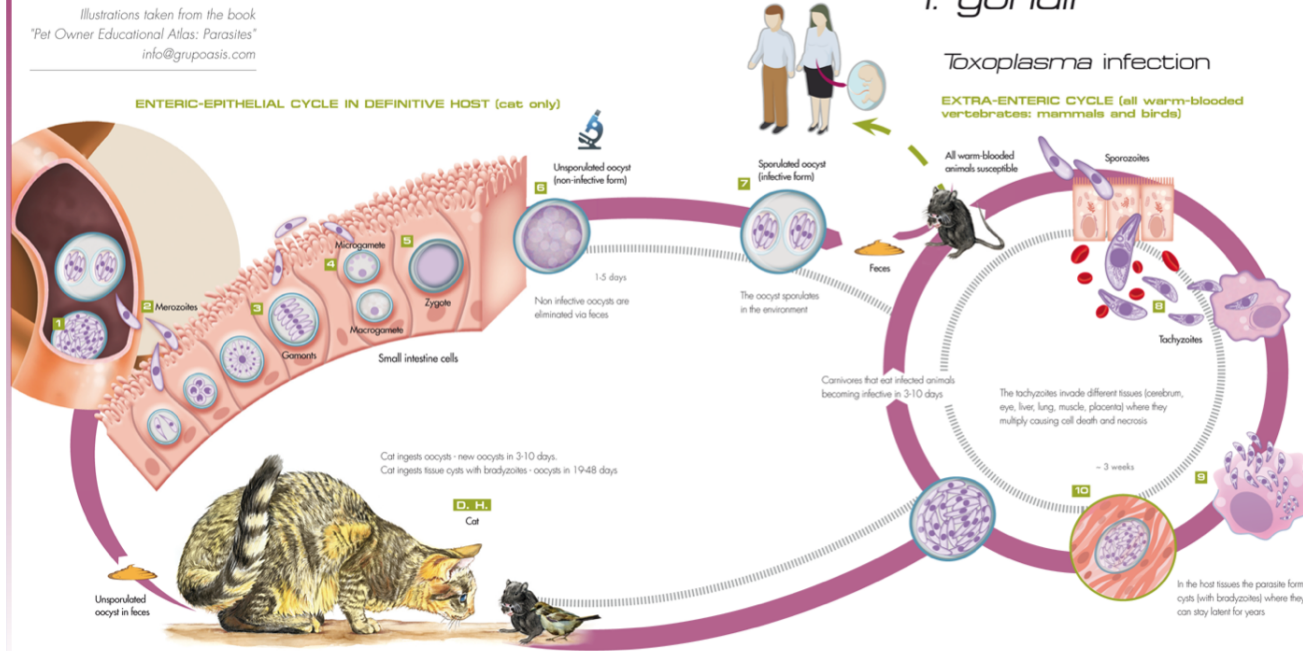 Illustrations taken from the book
"Pet Owner Educational Atlas: Parasites"
info@grupoasis.com
T. gondii
Toxoplasma infection
ENTERIC-EPITHELIAL CYCLE IN DEFINITIVE HOST (cat only)
EXTRA-ENTERIC CYCLE (all warm-blooded
vertebrates: mammals and birds)
1
2
Merozoites
3
Gamonts
4
Microgamete
Macrogamete
5
Zygote
Small intestine cells
6
Unsporulated oocyst
(non-infective form)
1-5 days
Non infective oocysts are
eliminated via feces
7
Sporulated oocyst
(infective form)
The oocyst sporulates
in the environment
Feces
All warm-blooded
animals susceptible
Sporozoites
8
Tachyzoites
Carnivores that eat infected animals
becoming infective in 3-10 days
The tachyzoites invade different tissues (cerebrum,
eye, liver, lung, muscle, placenta) where they
multiply causing cell death and necrosis
~ 3 weeks
9
10
In the host tissues the parasite form
cysts (with bradyzoites) where they
can stay latent for years
Cat ingests oocysts - new oocysts in 3-10 days.
Cat ingests tissue cysts with bradyzoites - oocysts in 19-48 days
D. H.
Cat
Unsporulated
oocyst in feces